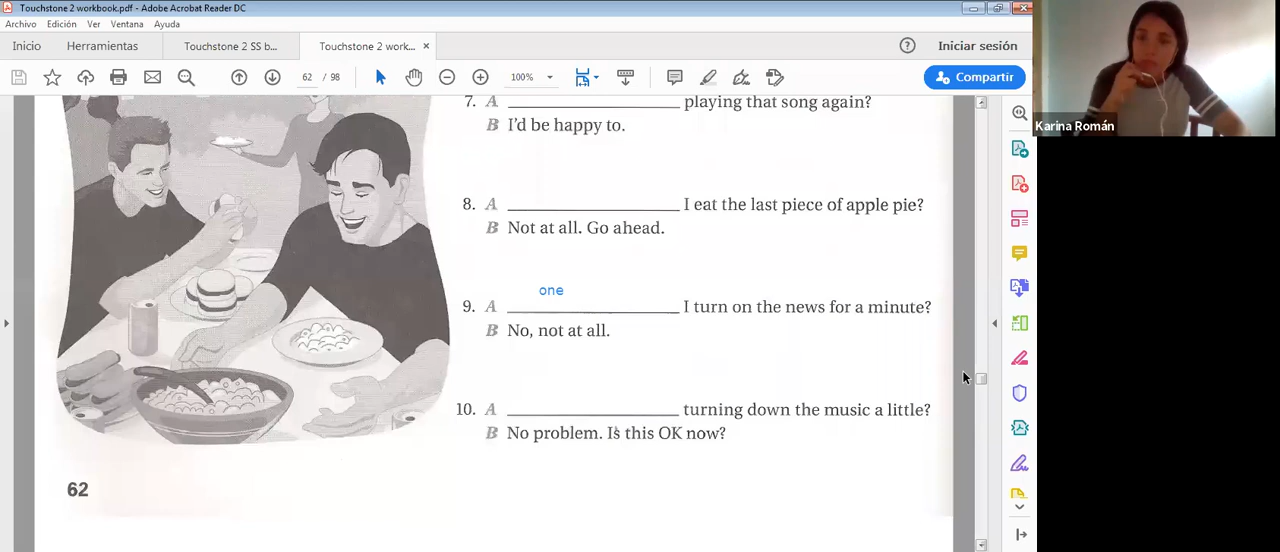 Touchstone 2 workbook.pdf - Adobe Acrobat Reader DC
Archivo Edición Ver Ventana Ayuda
Inicio Herramientas Touchstone 2 SS b... Touchstone 2 work... × Iniciar sesión
62 / 98 100% Compartir
Karina Román
7. A ____________ playing that song again?
B I'd be happy to.
8. A ____________ I eat the last piece of apple pie?
B Not at all. Go ahead.
one
9. A ____________ I turn on the news for a minute?
B No, not at all.
10. A ____________ turning down the music a little?
B No problem. Is this OK now?
62